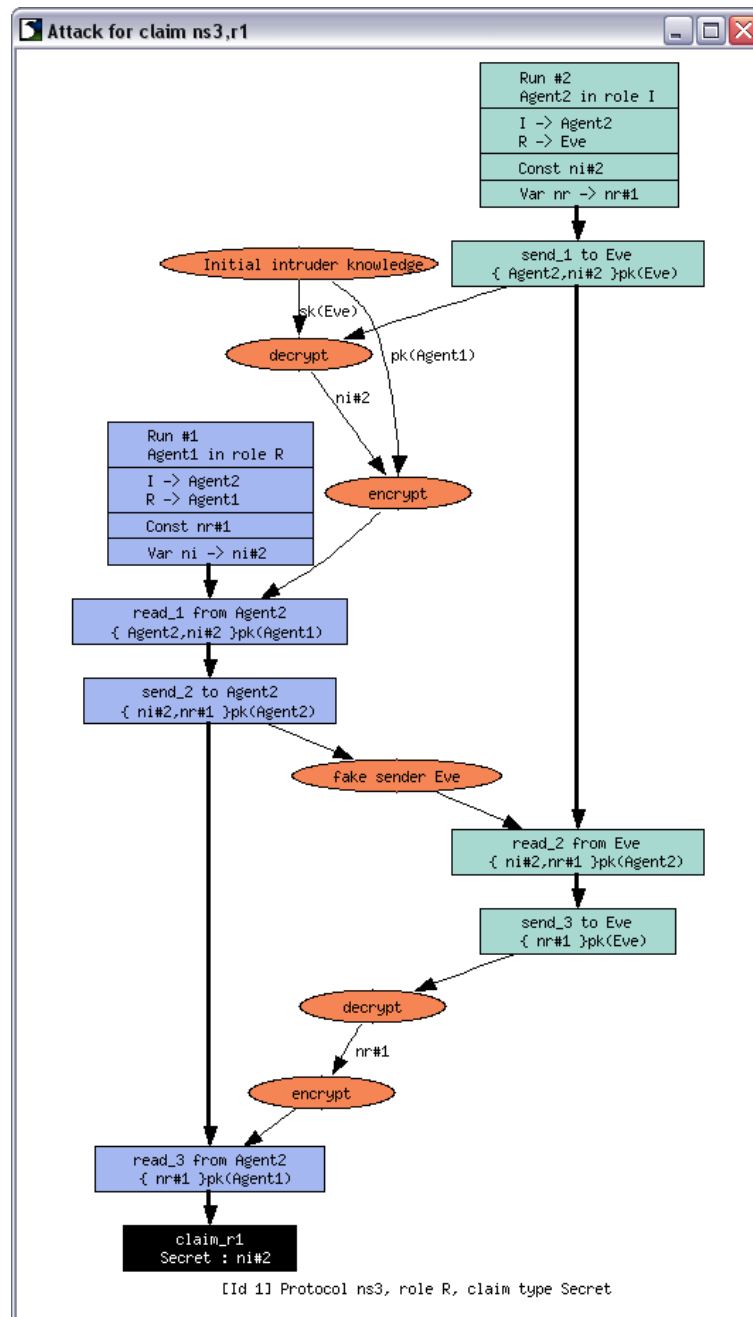 Attack for claim ns3,r1
Run #2
Agent2 in role I
I -> Agent2
R -> Eve
Const ni#2
Var nr -> nr#1
send_1 to Eve
{ Agent2,ni#2 }pk(Eve)
Initial intruder knowledge
sk(Eve)
decrypt
pk(Agent1)
ni#2
Run #1
Agent1 in role R
I -> Agent2
R -> Agent1
Const nr#1
Var ni -> ni#2
encrypt
read_1 from Agent2
{ Agent2,ni#2 }pk(Agent1)
send_2 to Agent2
{ ni#2,nr#1 }pk(Agent2)
fake sender Eve
read_2 from Eve
{ ni#2,nr#1 }pk(Agent2)
send_3 to Eve
{ nr#1 }pk(Eve)
decrypt
nr#1
encrypt
read_3 from Agent2
{ nr#1 }pk(Agent1)
claim_r1
Secret : ni#2
[Id 1] Protocol ns3, role R, claim type Secret